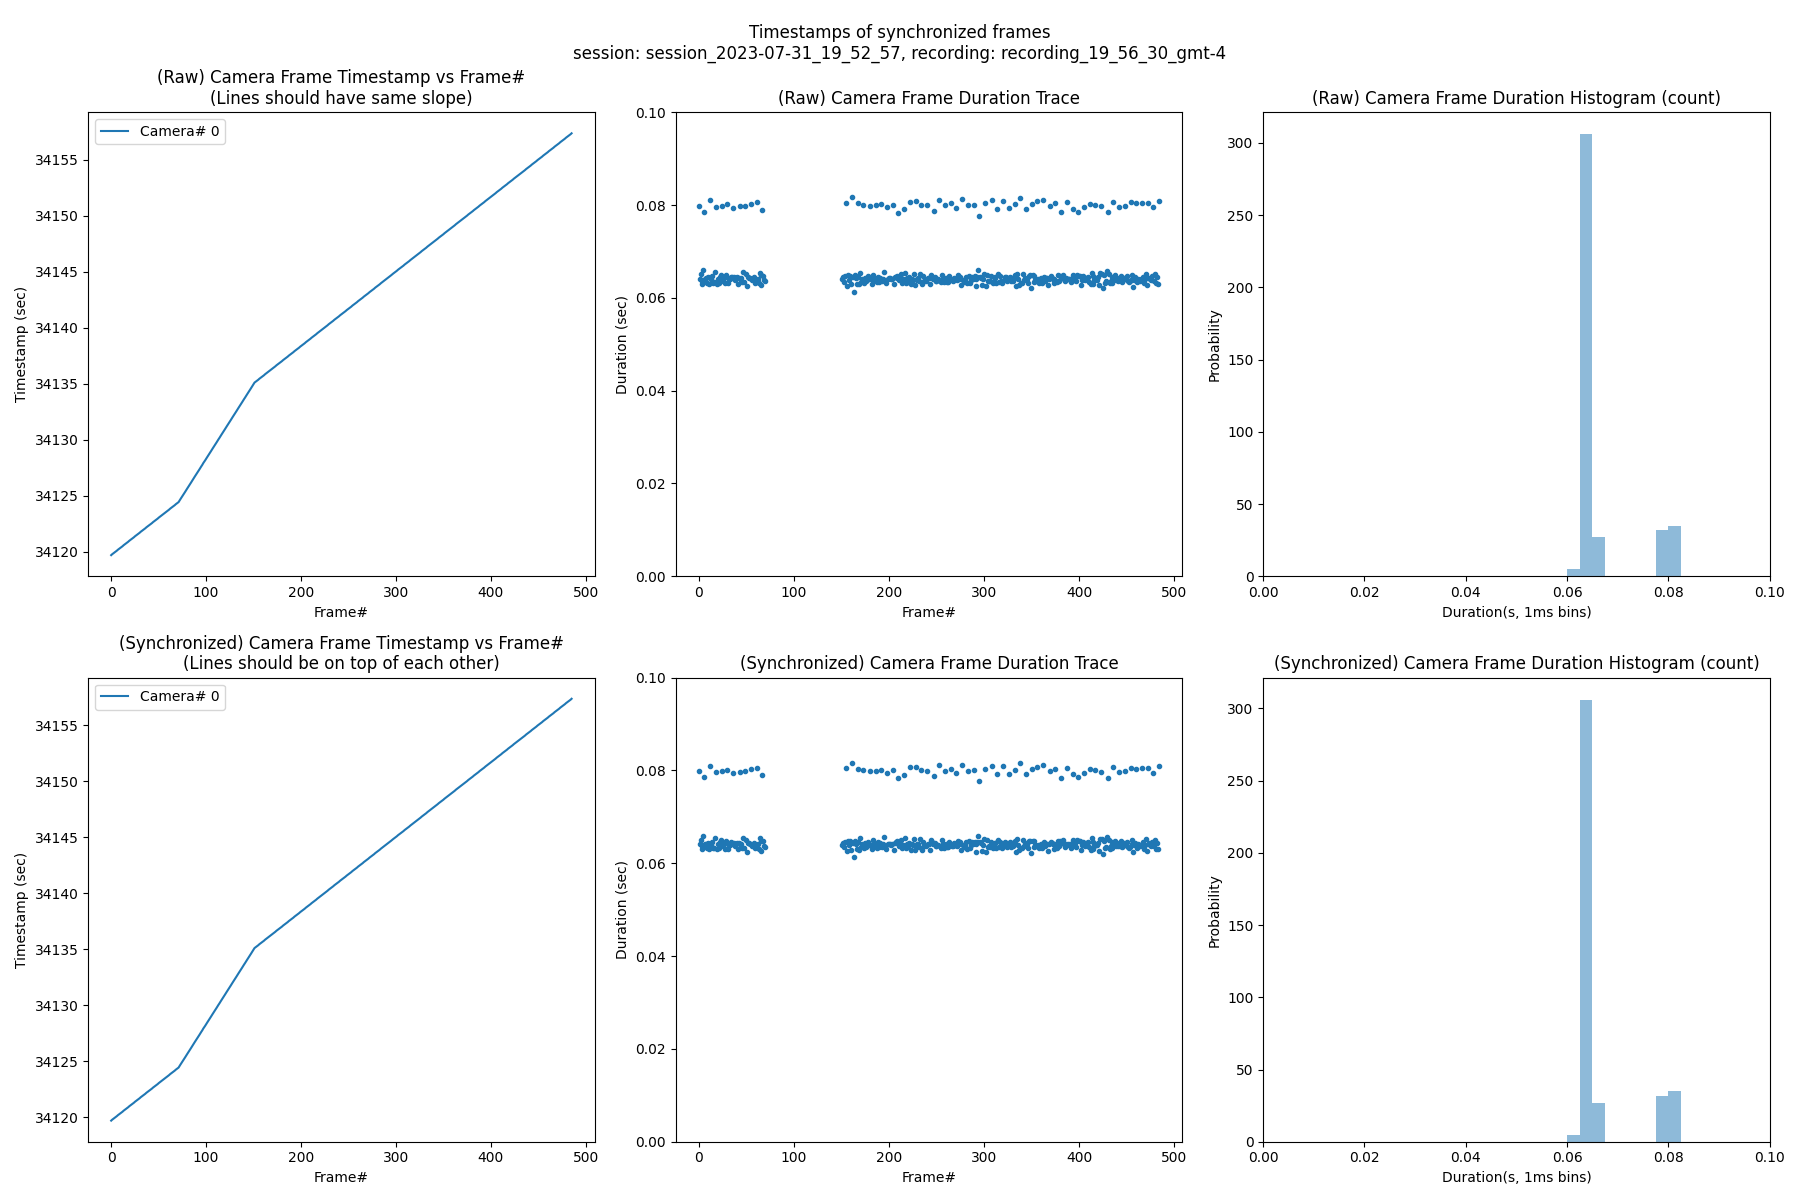 Timestamps of synchronized frames
session: session_2023-07-31_19_52_57, recording: recording_19_56_30_gmt-4
(Raw) Camera Frame Timestamp vs Frame#
(Lines should have same slope)
Camera# 0
34155
34150
34145
34140
34135
34130
34125
34120
Timestamp (sec)
0 100 200 300 400 500
Frame#
(Raw) Camera Frame Duration Trace
0.10
0.08
0.06
0.04
0.02
0.00
Duration (sec)
0 100 200 300 400 500
Frame#
(Raw) Camera Frame Duration Histogram (count)
300
250
200
150
100
50
0
Probability
0.00 0.02 0.04 0.06 0.08 0.10
Duration(s, 1ms bins)
(Synchronized) Camera Frame Timestamp vs Frame#
(Lines should be on top of each other)
Camera# 0
34155
34150
34145
34140
34135
34130
34125
34120
Timestamp (sec)
0 100 200 300 400 500
Frame#
(Synchronized) Camera Frame Duration Trace
0.10
0.08
0.06
0.04
0.02
0.00
Duration (sec)
0 100 200 300 400 500
Frame#
(Synchronized) Camera Frame Duration Histogram (count)
300
250
200
150
100
50
0
Probability
0.00 0.02 0.04 0.06 0.08 0.10
Duration(s, 1ms bins)